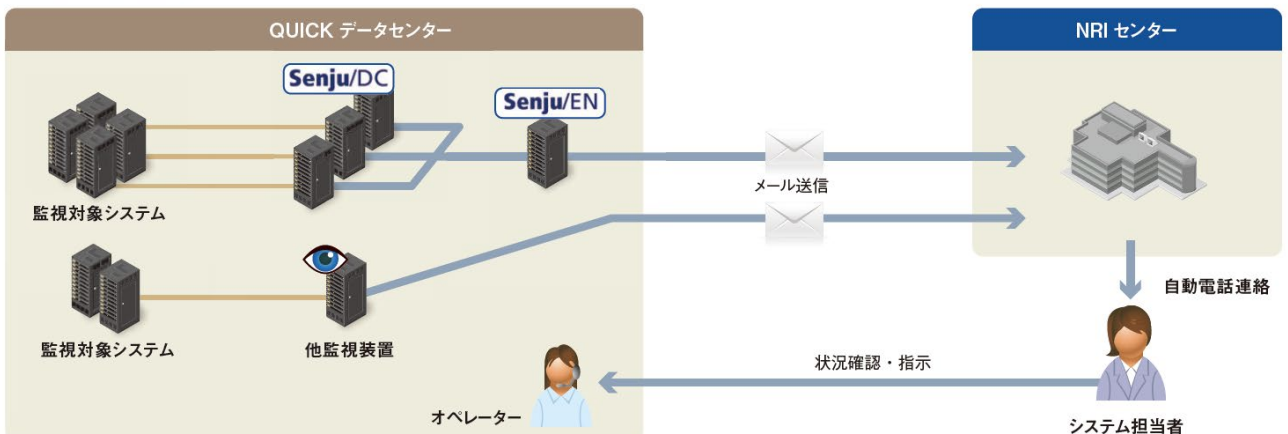 QUICK データセンター
NRI センター
Senju/DC
Senju/EN
メール送信
監視対象システム
監視対象システム
他監視装置
自動電話連絡
状況確認・指示
オペレーター
システム担当者